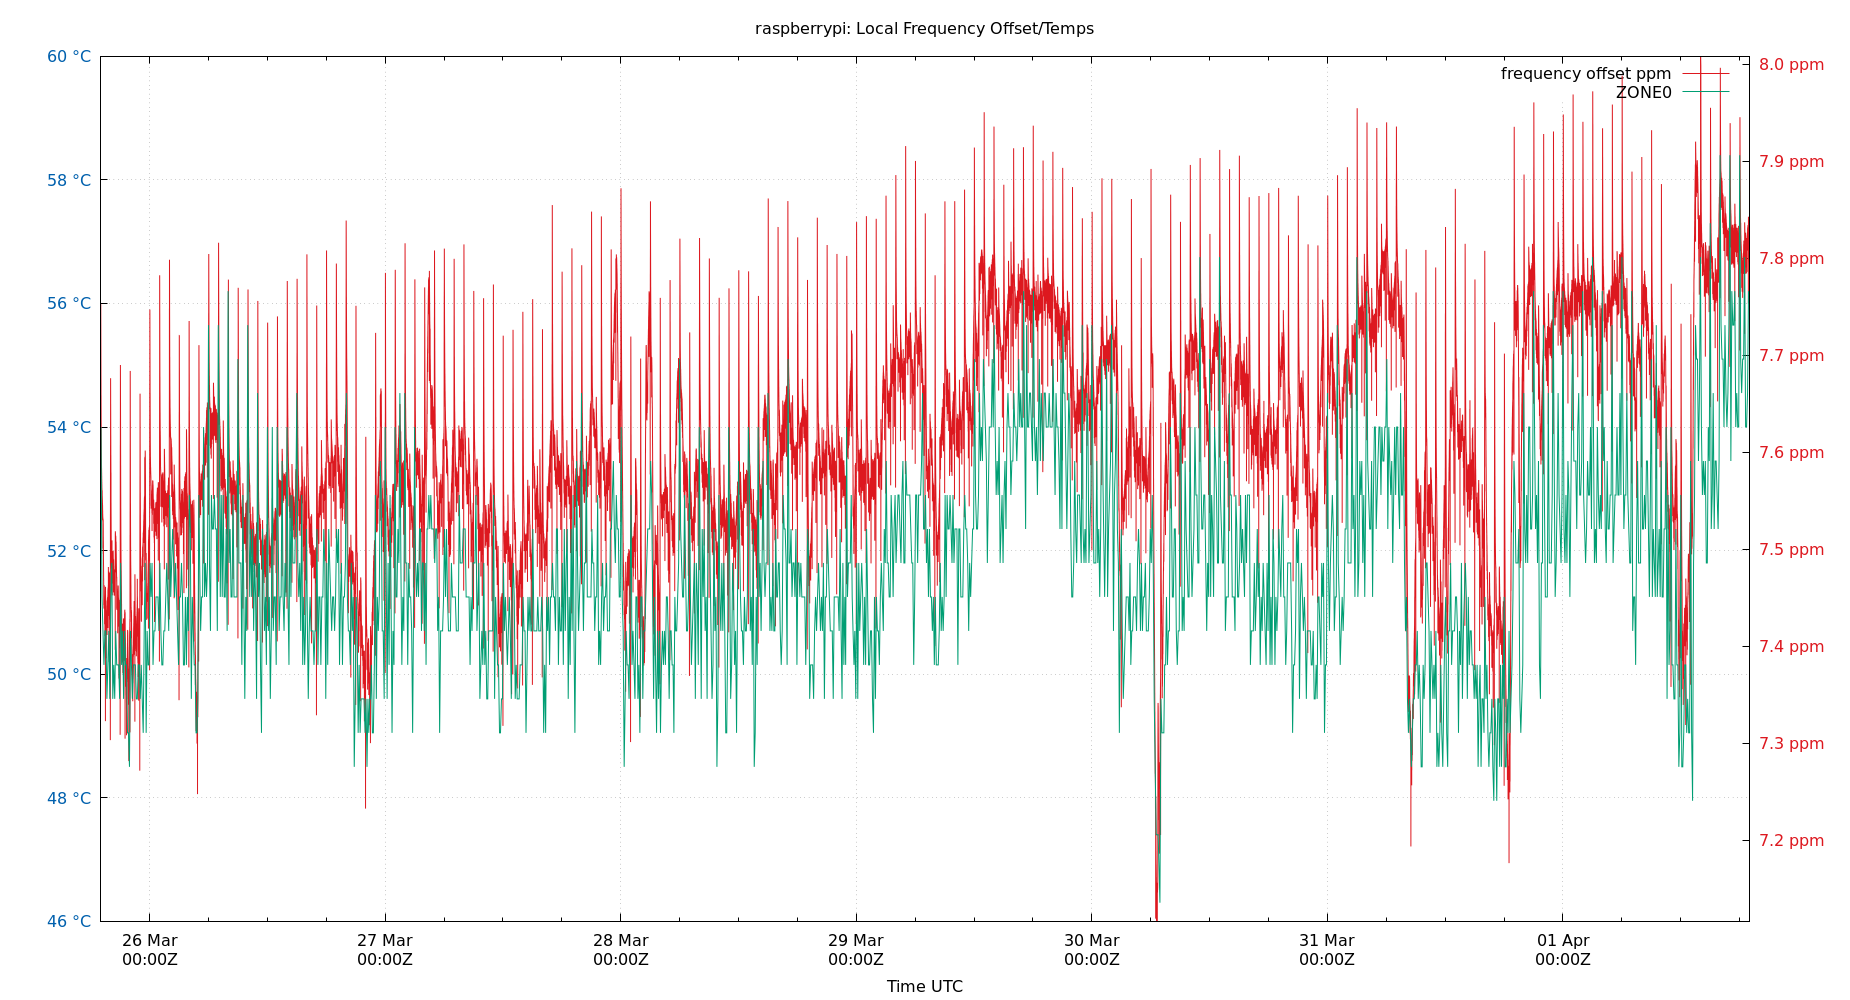 raspberrypi: Local Frequency Offset/Temps
60 °C
58 °C
56 °C
54 °C
52 °C
50 °C
48 °C
46 °C
8.0 ppm
7.9 ppm
7.8 ppm
7.7 ppm
7.6 ppm
7.5 ppm
7.4 ppm
7.3 ppm
7.2 ppm
frequency offset ppm
ZONE0
26 Mar
00:00Z
27 Mar
00:00Z
28 Mar
00:00Z
29 Mar
00:00Z
30 Mar
00:00Z
31 Mar
00:00Z
01 Apr
00:00Z
Time UTC